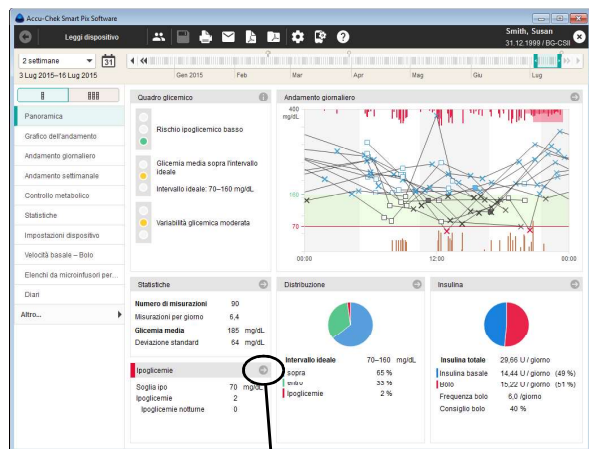 Accu-Chek Smart Pix Software
Leggi dispositivo
Smith, Susan
31.12.1999 / BG-CSII
2 settimane
31
3 Lug 2015–16 Lug 2015
Gen 2015 Feb Mar Apr Mag Giu Lug
Panoramica
Grafico dell'andamento
Andamento giornaliero
Andamento settimanale
Controllo metabolico
Statistiche
Impostazioni dispositivo
Velocità basale – Bolo
Elenchi da microinfusori per...
Diari
Altro...
Quadro glicemico
Rischio ipoglicemico basso
Glicemia media sopra l'intervallo
ideale
Intervallo ideale: 70–160 mg/dL
Variabilità glicemica moderata
Andamento giornaliero
400
mg/dL
160
70
00:00 12:00 00:00
Statistiche
Numero di misurazioni 90
Misurazioni per giorno 6,4
Glicemia media 185 mg/dL
Deviazione standard 64 mg/dL
Ipoglicemie
Soglia ipo 70 mg/dL
Ipoglicemie 2
Ipoglicemie notturne 0
Distribuzione
Intervallo ideale 70–160 mg/dL
sopra 65 %
entro 33 %
Ipoglicemie 2 %
Insulina
Insulina totale 29,66 U / giorno
Insulina basale 14,44 U / giorno (49 %)
Bolo 15,22 U / giorno (51 %)
Frequenza bolo 6,0 /giorno
Consiglio bolo 40 %